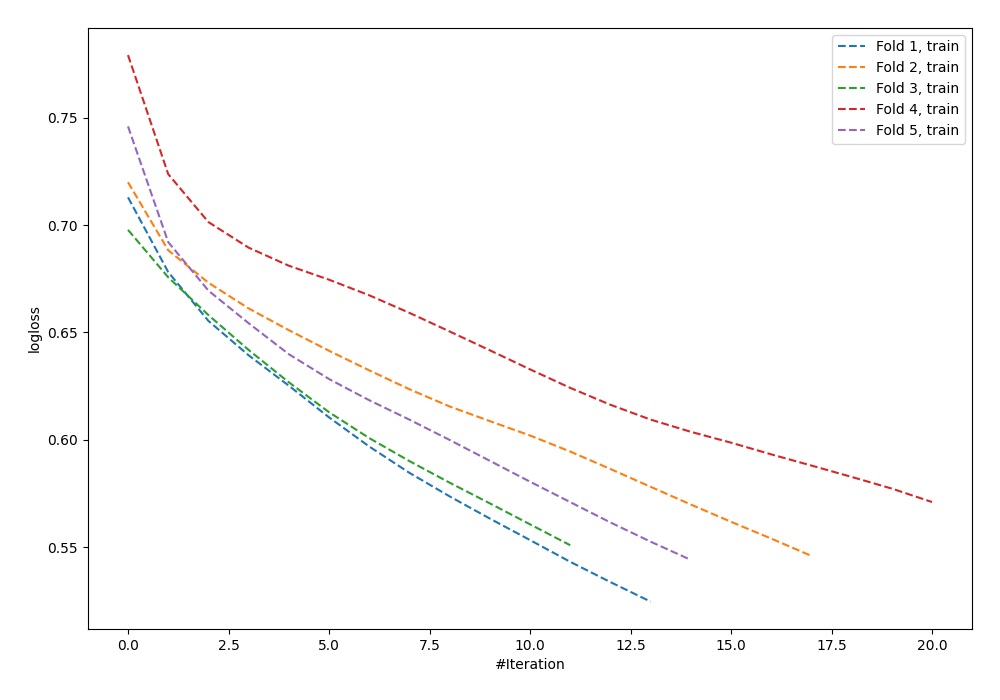 Fold 1, train
Fold 2, train
Fold 3, train
Fold 4, train
Fold 5, train
logloss
0.75
0.70
0.65
0.60
0.55
0.0 2.5 5.0 7.5 10.0 12.5 15.0 17.5 20.0
#Iteration